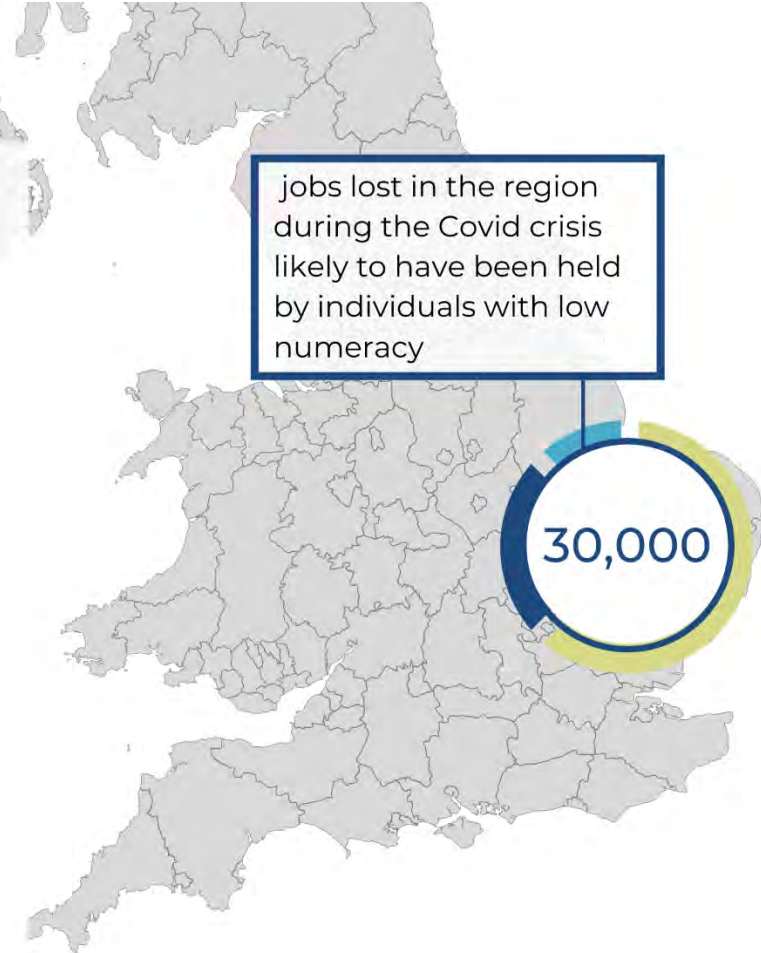 jobs lost in the region
during the Covid crisis
likely to have been held
by individuals with low
numeracy
30,000